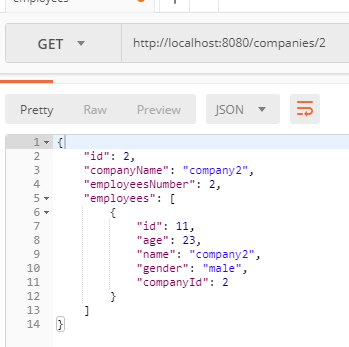 employees
GET http://localhost:8080/companies/2
Pretty Raw Preview JSON
1 {
2 "id": 2,
3 "companyName": "company2",
4 "employeesNumber": 2,
5 "employees": [
6 {
7 "id": 11,
8 "age": 23,
9 "name": "company2",
10 "gender": "male",
11 "companyId": 2
12 }
13 ]
14 }